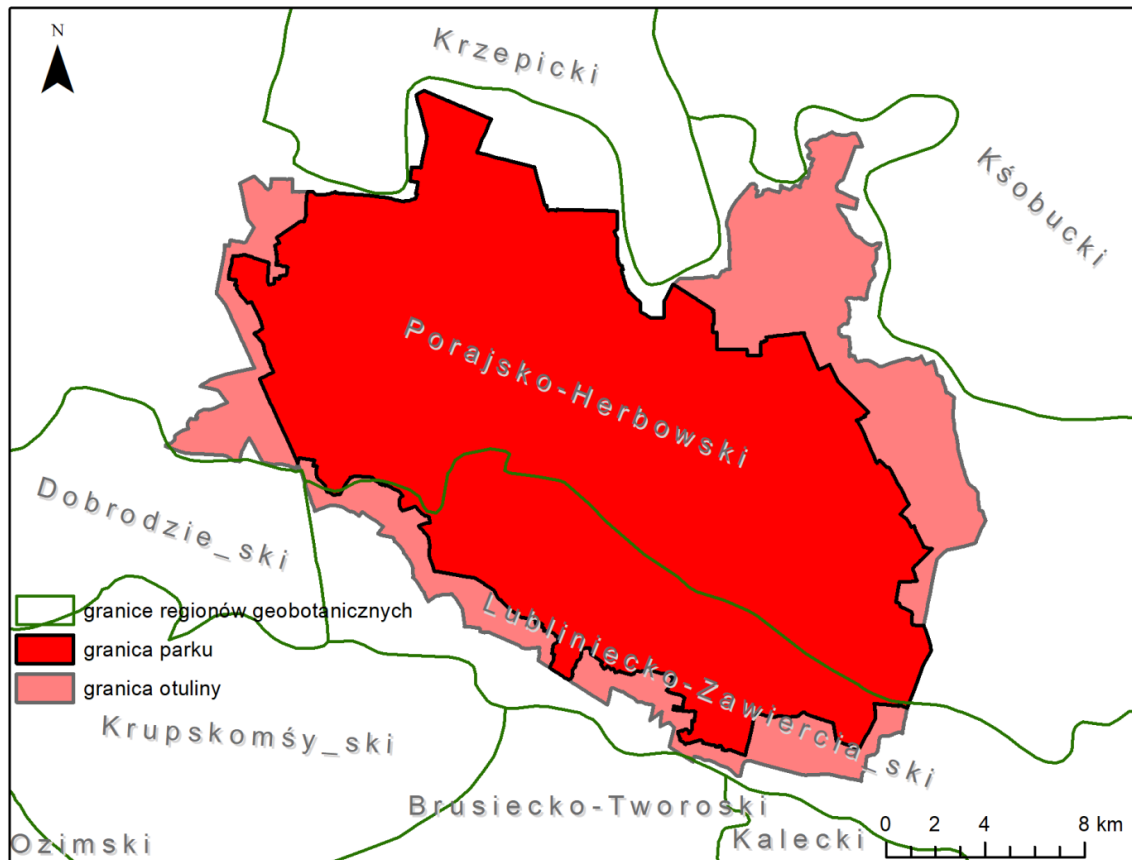 N
Krzepicki
Kśobucki
Porajsko-Herbowski
Dobrodzie_ski
granice regionów geobotanicznych
Lubliniecko-Zawiercia_ski
granica parku
granica otuliny
Krupskomśy_ski
Brusiecko-Tworoski
Kalecki
Ozimski
0 2 4 8 km